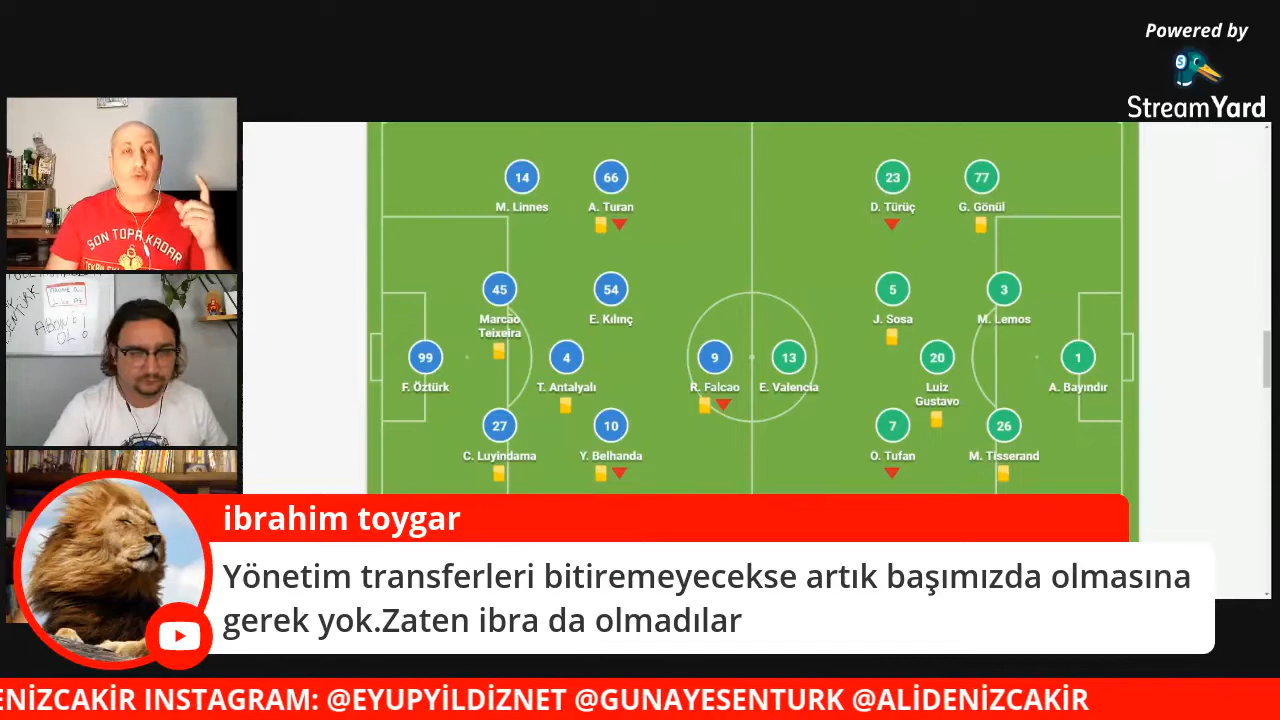 Powered by
StreamYard
SON TOPA KADAR
ABONE
OL!
14
M. Linnes
66
A. Turan
23
D. Türüç
77
G. Gönül
45
Marcão
Teixeira
54
E. Kılınç
5
J. Sosa
3
M. Lemos
99
F. Öztürk
4
T. Antalyalı
9
R. Falcao
13
E. Valencia
20
Luiz
Gustavo
1
A. Bayındır
27
C. Luyindama
10
Y. Belhanda
7
O. Tufan
26
M. Tisserand
ibrahim toygar
Yönetim transferleri bitiremeyecekse artık başımızda olmasına
gerek yok.Zaten ibra da olmadılar
ENİZCAKİR INSTAGRAM: @EYUPYİLDİZNET @GUNAYESENTURK @ALİDENİZCAKİR